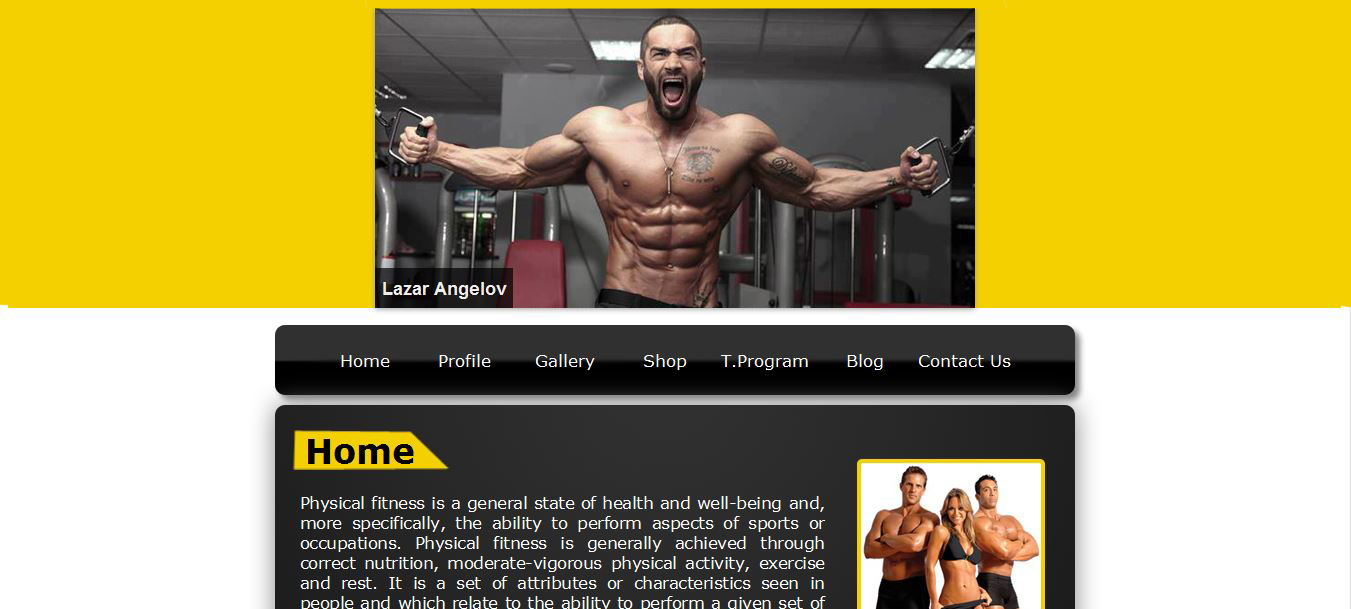 Lazar Angelov
Home Profile Gallery Shop T.Program Blog Contact Us
Home
Physical fitness is a general state of health and well-being and,
more specifically, the ability to perform aspects of sports or
occupations. Physical fitness is generally achieved through
correct nutrition, moderate-vigorous physical activity, exercise
and rest. It is a set of attributes or characteristics seen in
people and which relate to the ability to perform a given set of